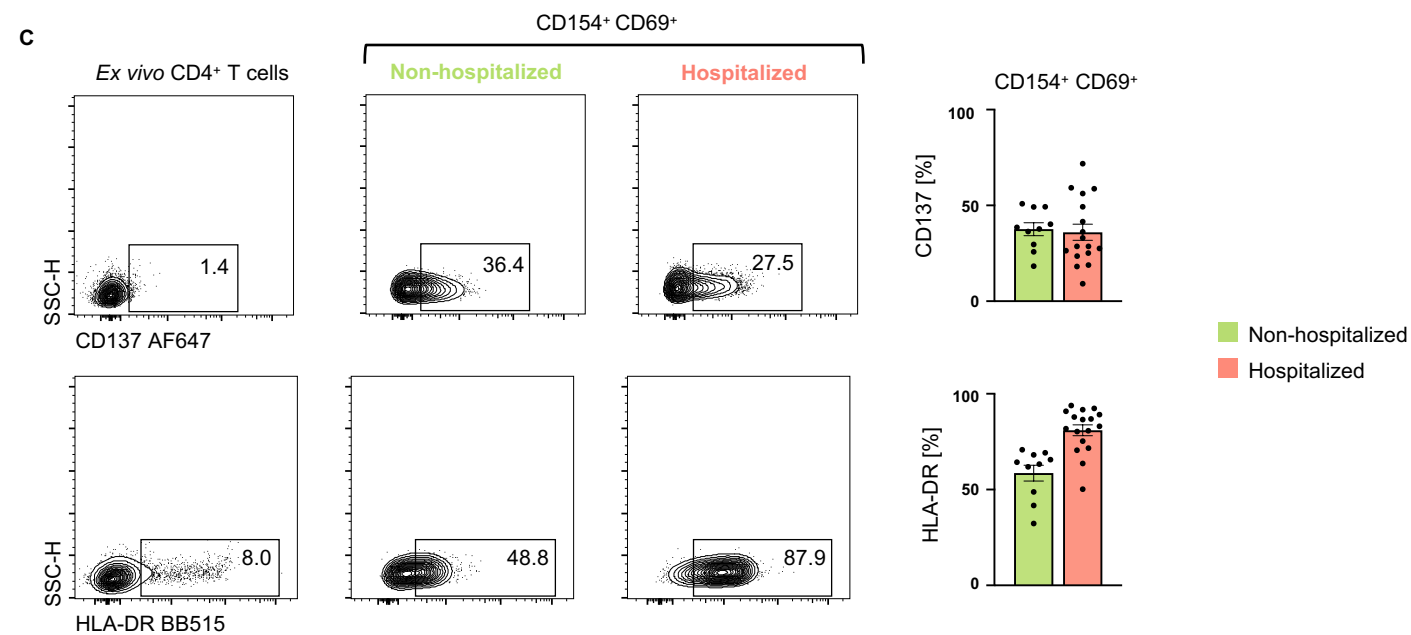 C
CD154⁺ CD69⁺
Ex vivo CD4⁺ T cells
Non-hospitalized
Hospitalized
SSC-H
1.4
36.4
27.5
CD137 AF647
CD154⁺ CD69⁺
CD137 [%]
100
50
0
Non-hospitalized
Hospitalized
SSC-H
8.0
48.8
87.9
HLA-DR BB515
HLA-DR [%]
100
50
0